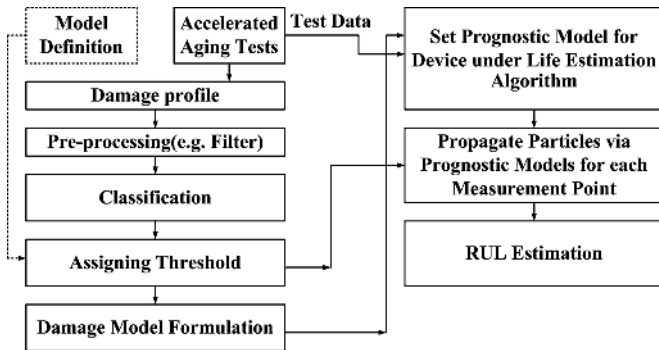 Model
Definition
Accelerated
Aging Tests
Test Data
Damage profile
Pre-processing(e.g. Filter)
Classification
Assigning Threshold
Damage Model Formulation
Set Prognostic Model for
Device under Life Estimation
Algorithm
Propagate Particles via
Prognostic Models for each
Measurement Point
RUL Estimation